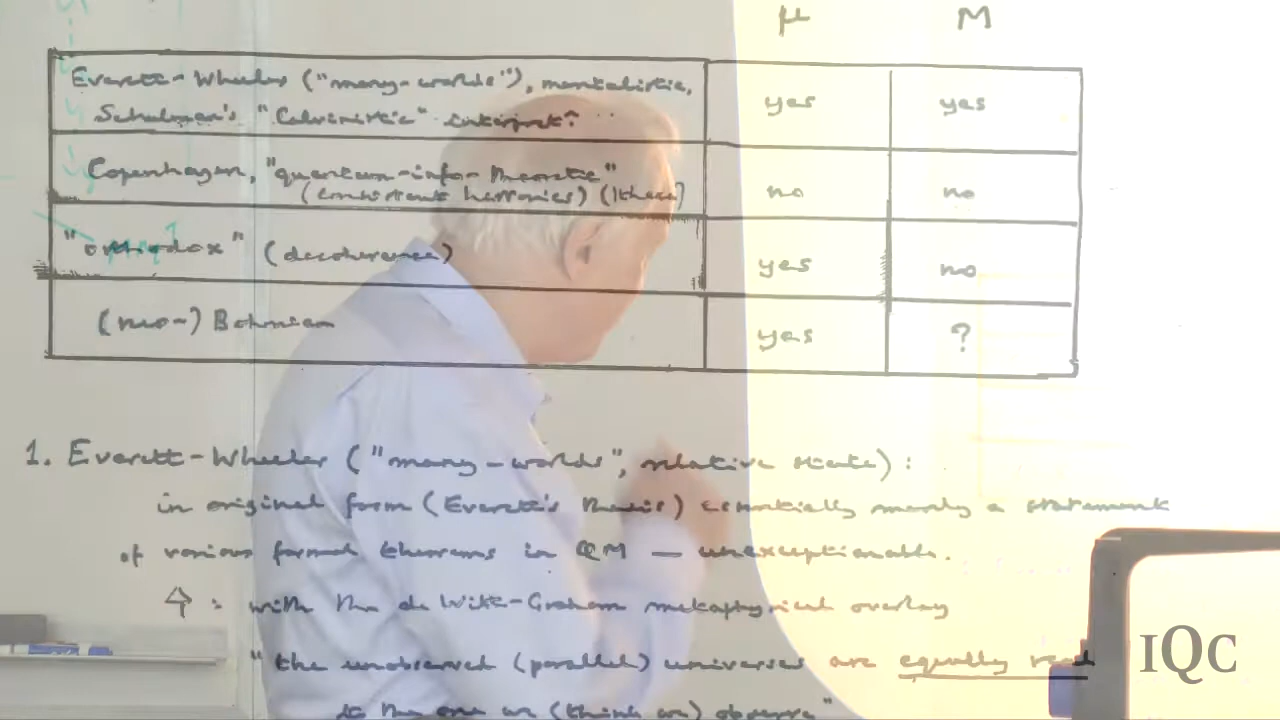 μ M
Everett-Wheeler ("many-worlds"), mentalistic,
Schulman's "Calvinistic" interpret?
yes yes
Copenhagen, "quantum-info-theoretic"
(consistent histories) (Ithaca)
no no
"orthodox" (decoherence)
yes no
(neo-) Bohmian
yes ?
1. Everett-Wheeler ("many-worlds", relative state) :
in original form (Everett's thesis) essentially merely a statement
of various formal theorems in QM — unexceptionable.
: with the de Witt-Graham metaphysical overlay
"the unobserved (parallel) universes are equally real
to the one we (think we) observe"
IQC